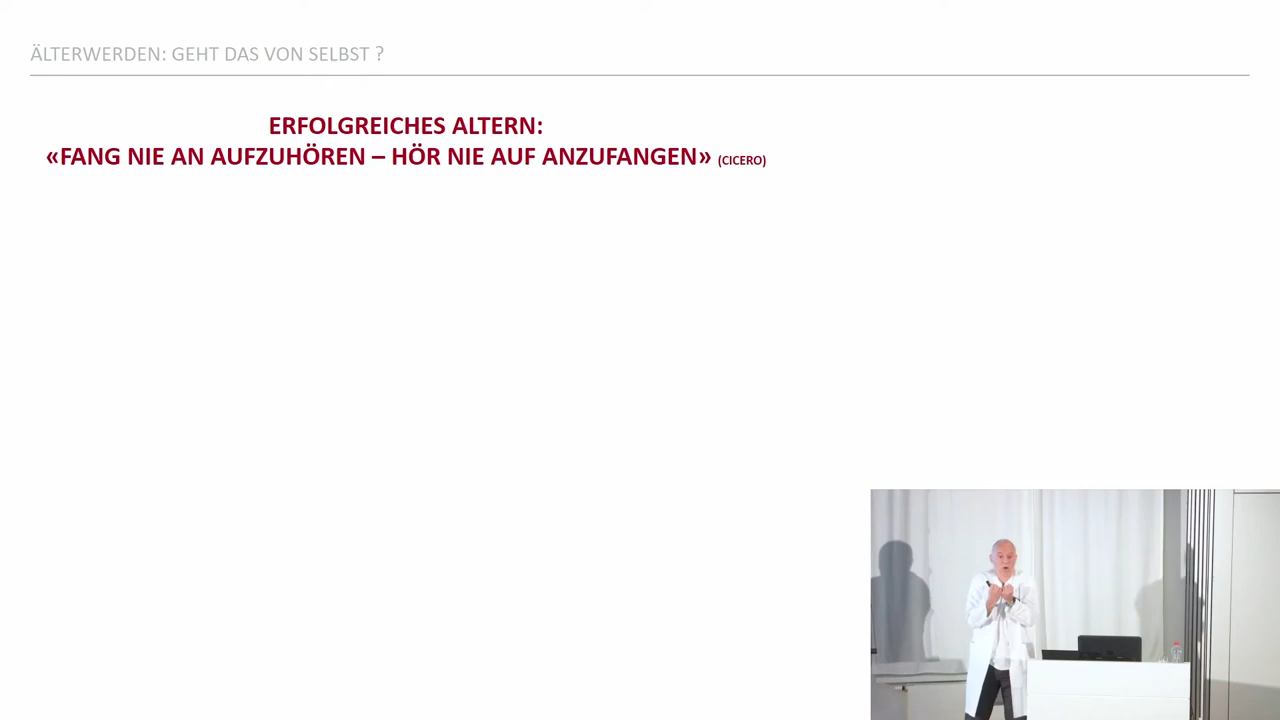 ÄLTERWERDEN: GEHT DAS VON SELBST ?
ERFOLGREICHES ALTERN:
«FANG NIE AN AUFZUHÖREN – HÖR NIE AUF ANZUFANGEN» (CICERO)